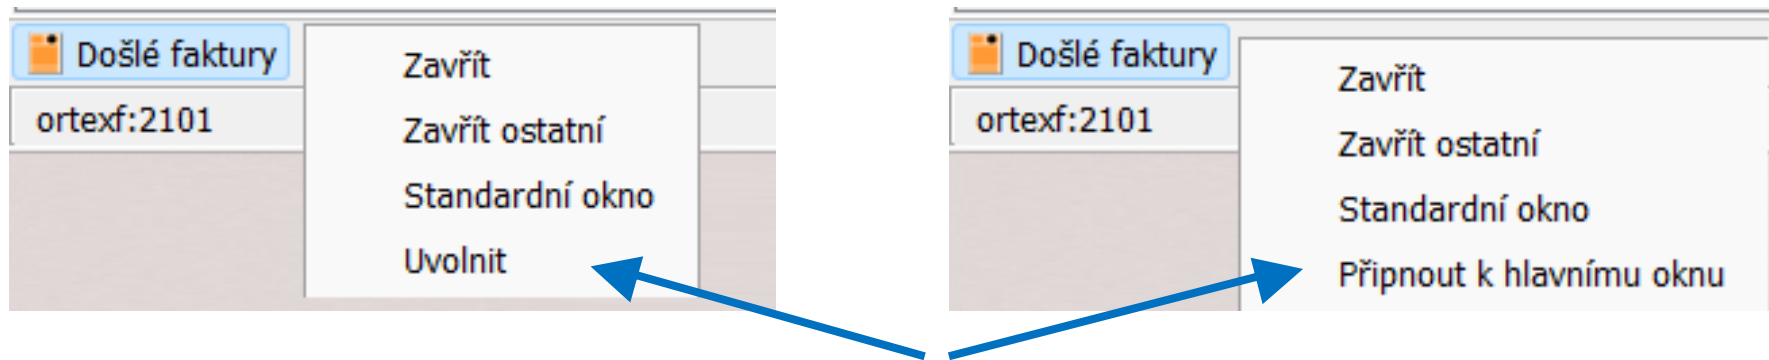 Došlé faktury
ortexf:2101
Zavřít
Zavřít ostatní
Standardní okno
Uvolnit
Došlé faktury
ortexf:2101
Zavřít
Zavřít ostatní
Standardní okno
Připnout k hlavnímu oknu